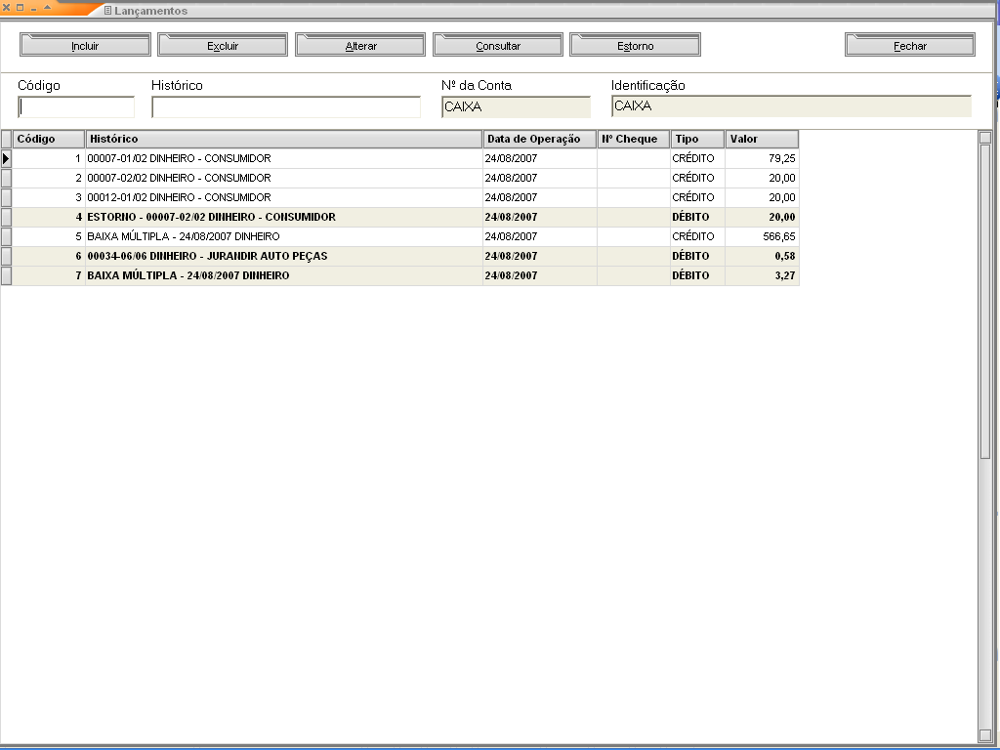 Lançamentos
Incluir Excluir Alterar Consultar Estorno Fechar
Código Histórico Nº da Conta Identificação
CAIXA CAIXA
Código Histórico Data de Operação Nº Cheque Tipo Valor
1 00007-01/02 DINHEIRO - CONSUMIDOR 24/08/2007 CRÉDITO 79,25
2 00007-02/02 DINHEIRO - CONSUMIDOR 24/08/2007 CRÉDITO 20,00
3 00012-01/02 DINHEIRO - CONSUMIDOR 24/08/2007 CRÉDITO 20,00
4 ESTORNO - 00007-02/02 DINHEIRO - CONSUMIDOR 24/08/2007 DÉBITO 20,00
5 BAIXA MÚLTIPLA - 24/08/2007 DINHEIRO 24/08/2007 CRÉDITO 566,65
6 00034-06/06 DINHEIRO - JURANDIR AUTO PEÇAS 24/08/2007 DÉBITO 0,58
7 BAIXA MÚLTIPLA - 24/08/2007 DINHEIRO 24/08/2007 DÉBITO 3,27